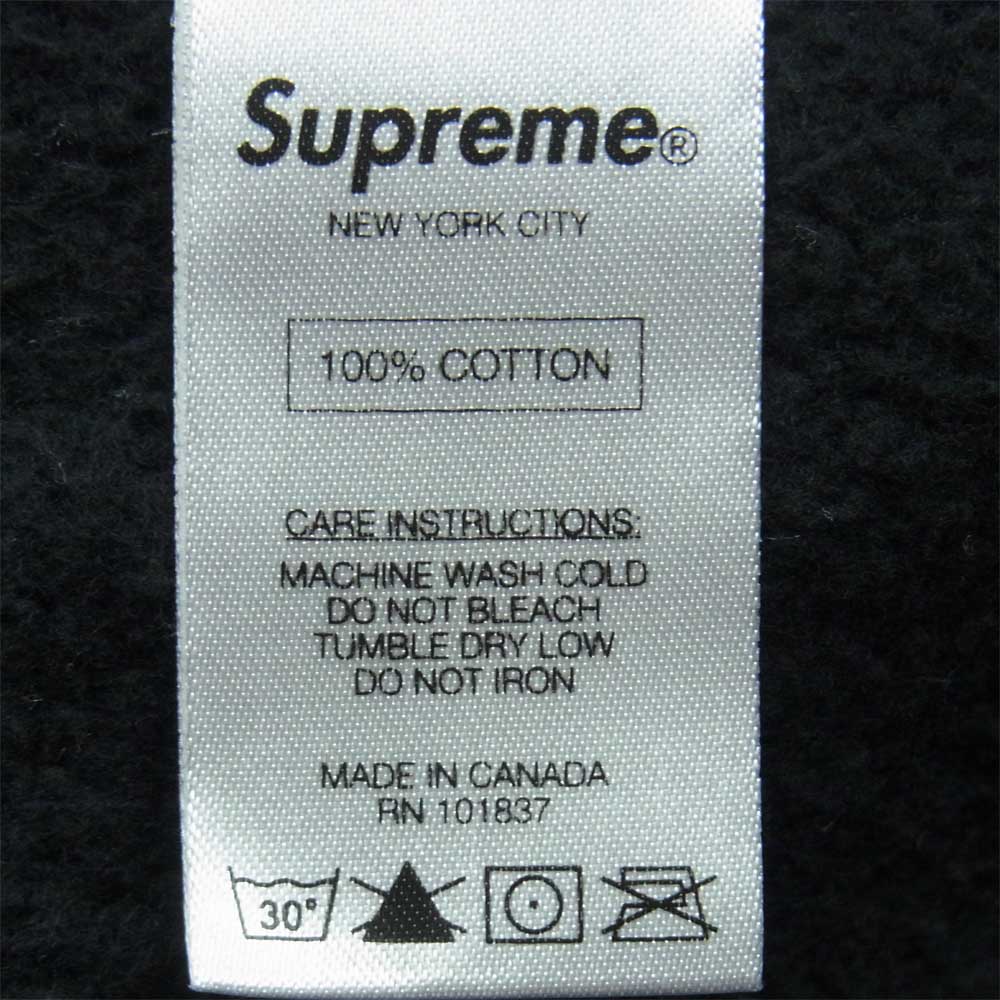 Supreme®
NEW YORK CITY
100% COTTON
CARE INSTRUCTIONS:
MACHINE WASH COLD
DO NOT BLEACH
TUMBLE DRY LOW
DO NOT IRON
MADE IN CANADA
RN 101837
30°